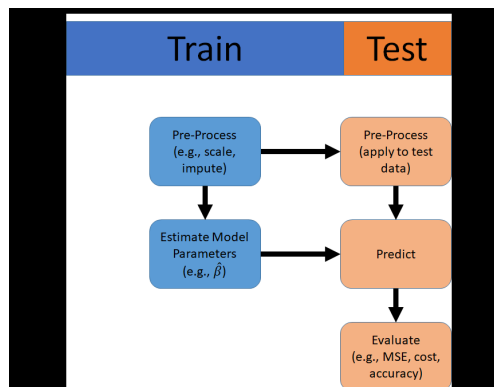 Train
Test
Pre-Process
(e.g., scale,
impute)
Pre-Process
(apply to test
data)
Estimate Model
Parameters
(e.g., β̂)
Predict
Evaluate
(e.g., MSE, cost,
accuracy)